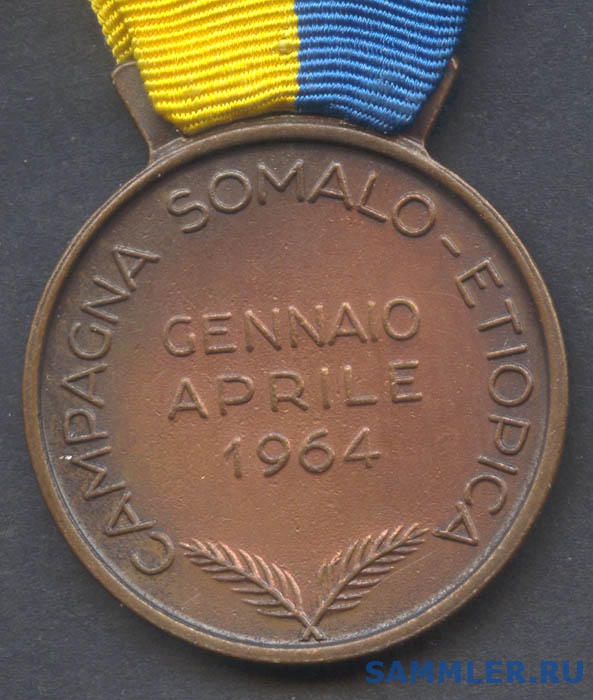 CAMPAGNA SOMALO-ETIOPICA
GENNAIO
APRILE
1964
SAMMLER.RU